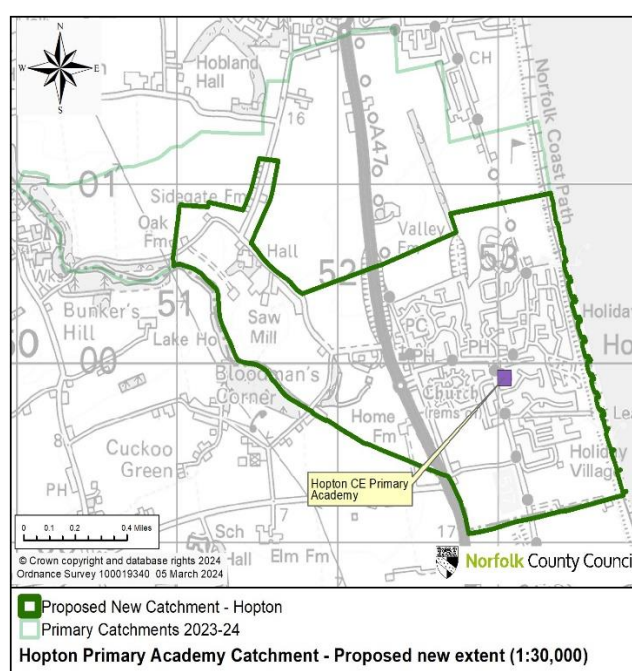 N
W E
S
Hobland
Hall
16
CH
A47
Norfolk Coast Path
01
Sidegate Fm
Oak
Fm
Hall
Valley
Fm
52
53
Wks
51
Bunker's
Hill
Saw
Mill
Holiday
Ho
PC
PH
PH
00
Lake Ho
Bloodman's
Corner
Church
(rems of)
Home
Fm
8
Cuckoo
Green
PH
Hopton CE Primary
Academy
Holiday
Village
7
17
Sch
Hall
Elm Fm
0 0.1 0.2 0.4 Miles
© Crown copyright and database rights 2024
Ordnance Survey 100019340 05 March 2024
Norfolk County Council
Proposed New Catchment - Hopton
Primary Catchments 2023-24
Hopton Primary Academy Catchment - Proposed new extent (1:30,000)